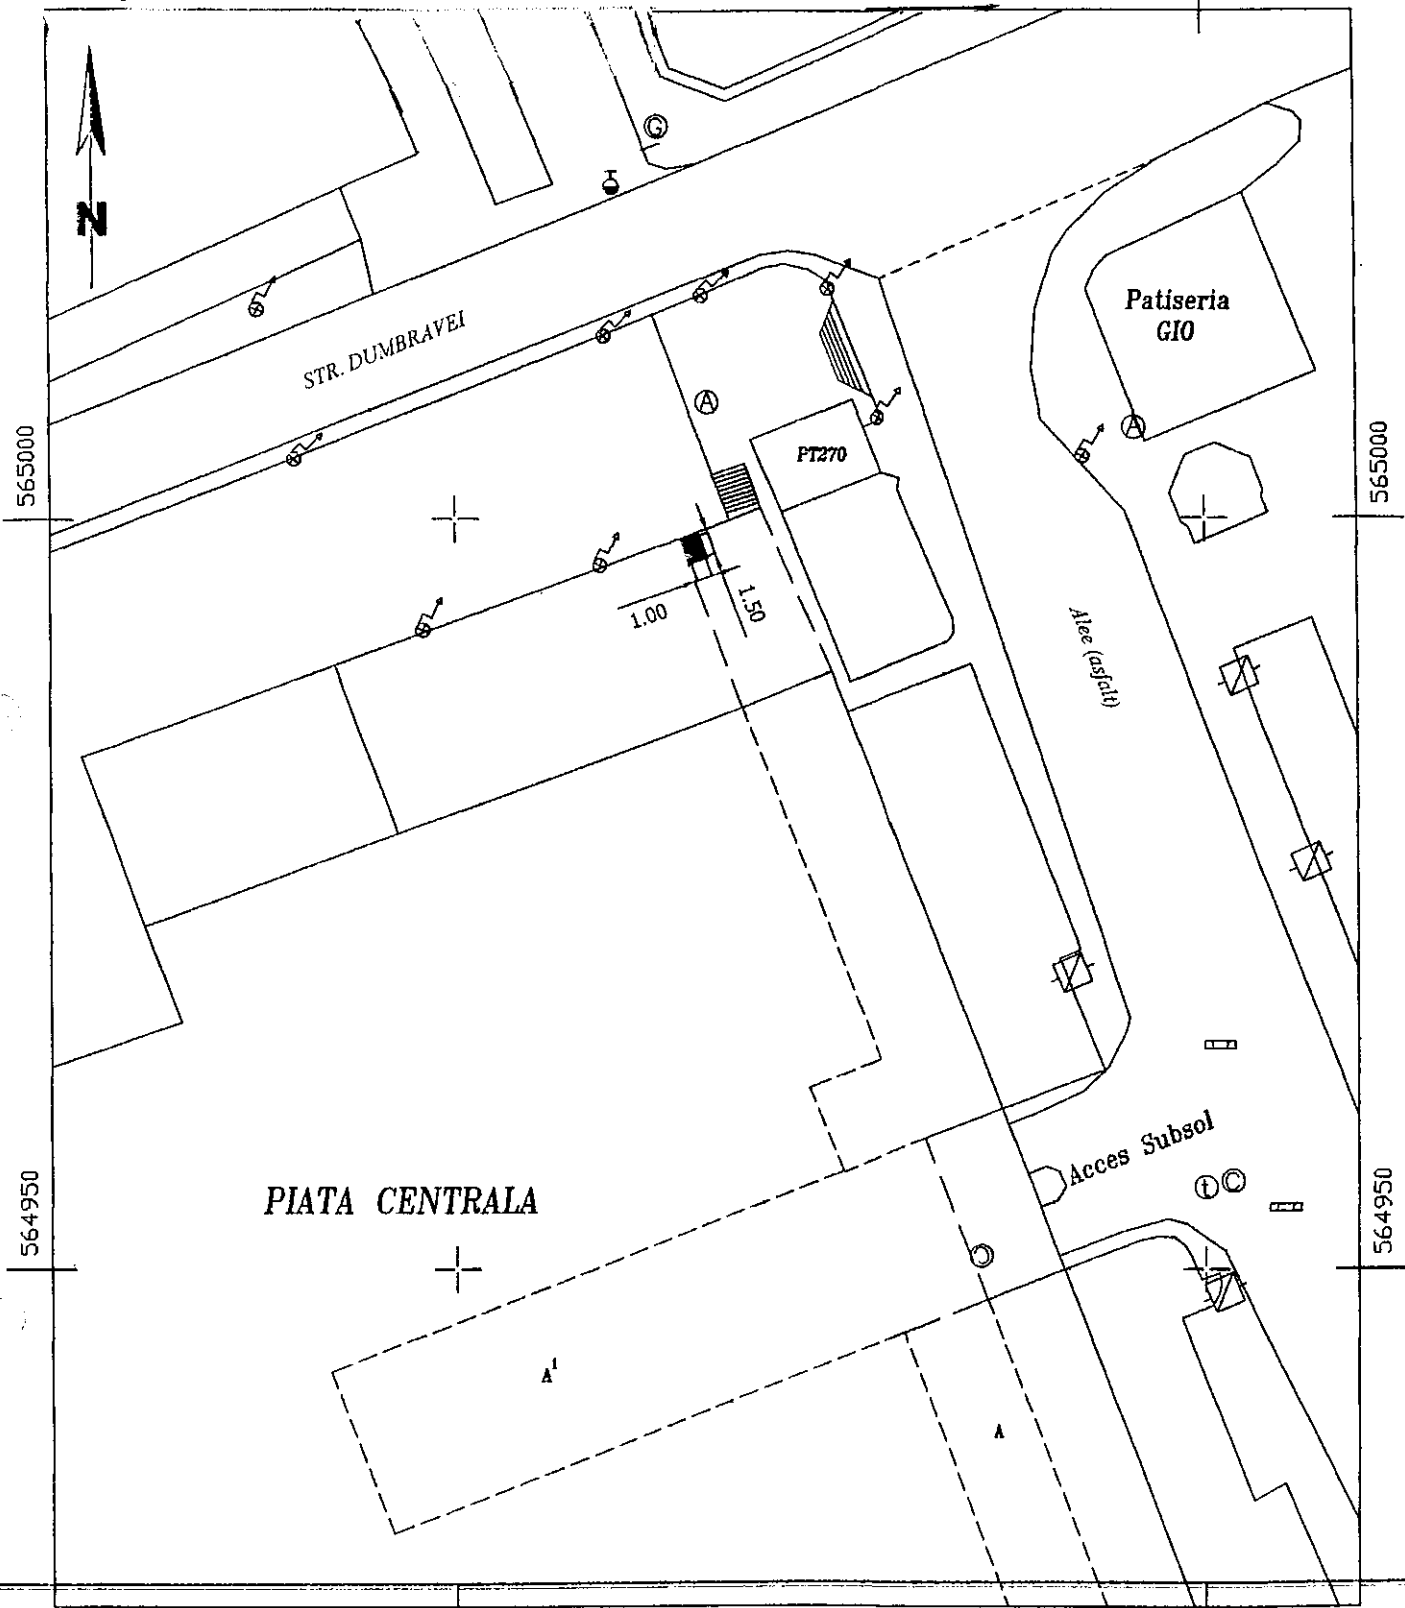 N
G
STR. DUMBRAVEI
Patiseria
GIO
A
A
PT270
565000
565000
1.00
1.50
Alee (asfalt)
Acces Subsol
t C
PIATA CENTRALA
564950
564950
A¹
A